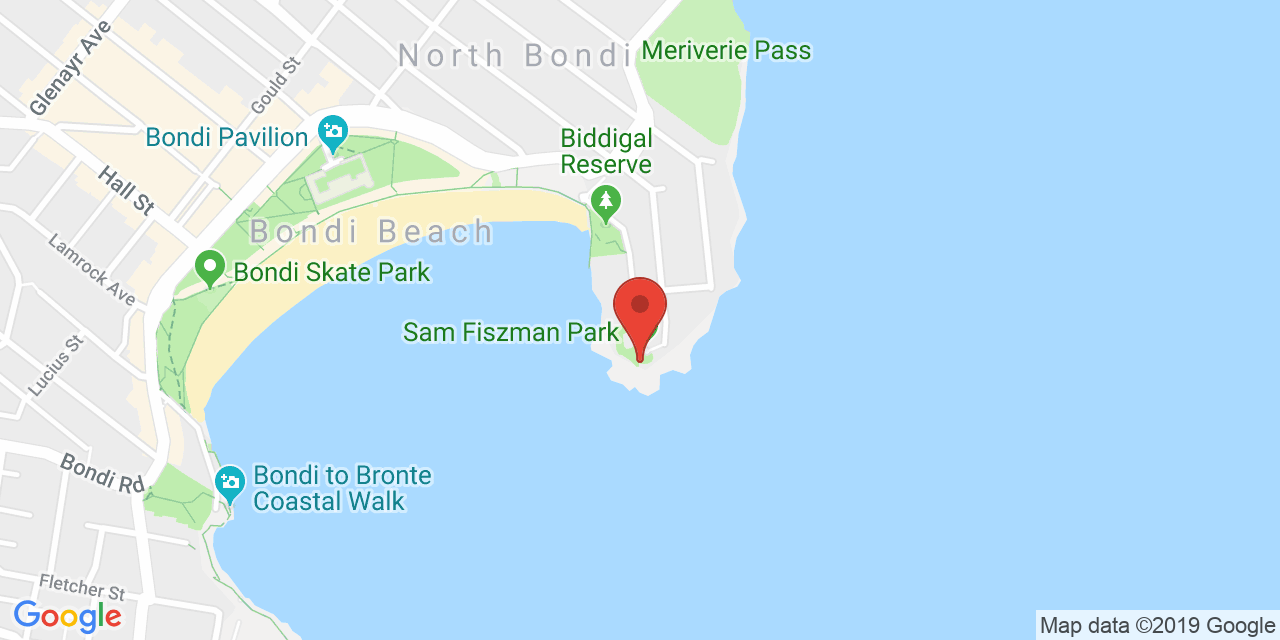 North Bondi
Meriverie Pass
Glenayr Ave
Gould St
Bondi Pavilion
Biddigal
Reserve
Hall St
Bondi Beach
Lamrock Ave
Bondi Skate Park
Sam Fiszman Park
Lucius St
Bondi Rd
Bondi to Bronte
Coastal Walk
Fletcher St
Google
Map data ©2019 Google